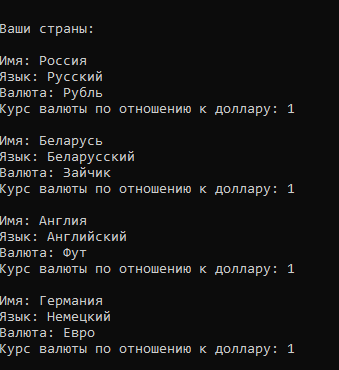 Ваши страны:
Имя: Россия
Язык: Русский
Валюта: Рубль
Курс валюты по отношению к доллару: 1
Имя: Беларусь
Язык: Беларусский
Валюта: Зайчик
Курс валюты по отношению к доллару: 1
Имя: Англия
Язык: Английский
Валюта: Фут
Курс валюты по отношению к доллару: 1
Имя: Германия
Язык: Немецкий
Валюта: Евро
Курс валюты по отношению к доллару: 1